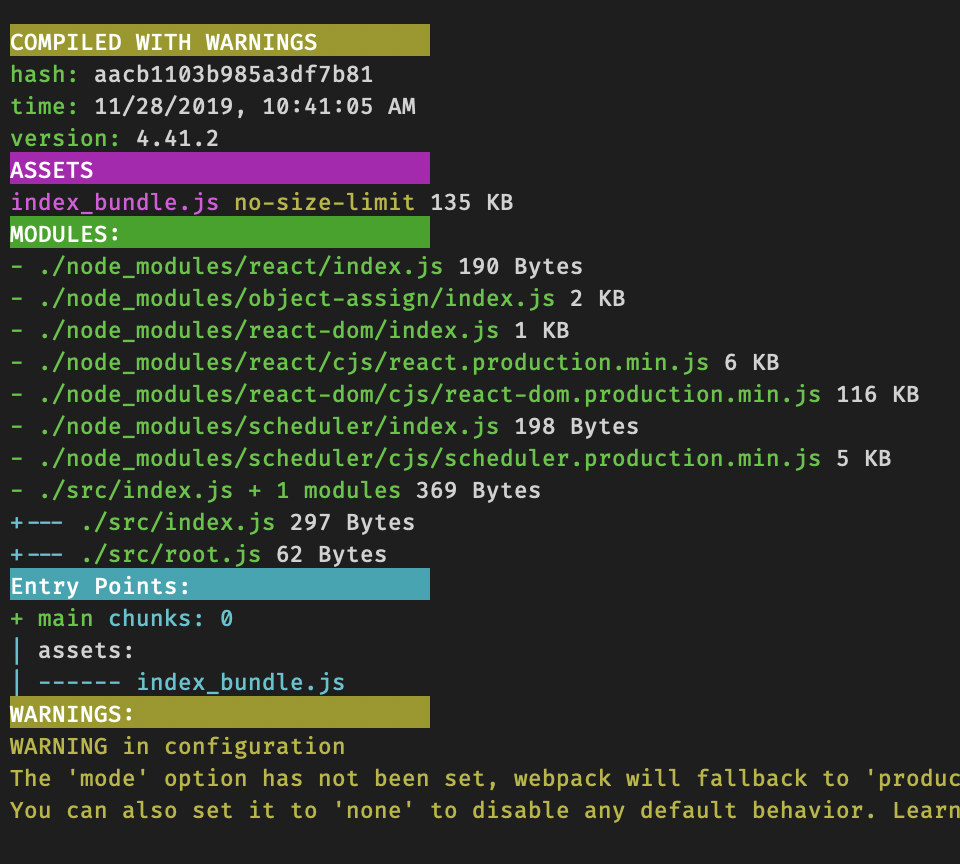 COMPILED WITH WARNINGS
hash: aacb1103b985a3df7b81
time: 11/28/2019, 10:41:05 AM
version: 4.41.2
ASSETS
index_bundle.js no-size-limit 135 KB
MODULES:
- ./node_modules/react/index.js 190 Bytes
- ./node_modules/object-assign/index.js 2 KB
- ./node_modules/react-dom/index.js 1 KB
- ./node_modules/react/cjs/react.production.min.js 6 KB
- ./node_modules/react-dom/cjs/react-dom.production.min.js 116 KB
- ./node_modules/scheduler/index.js 198 Bytes
- ./node_modules/scheduler/cjs/scheduler.production.min.js 5 KB
- ./src/index.js + 1 modules 369 Bytes
+--- ./src/index.js 297 Bytes
+--- ./src/root.js 62 Bytes
Entry Points:
+ main chunks: 0
| assets:
| ------ index_bundle.js
WARNINGS:
WARNING in configuration
The 'mode' option has not been set, webpack will fallback to 'produc
You can also set it to 'none' to disable any default behavior. Learn